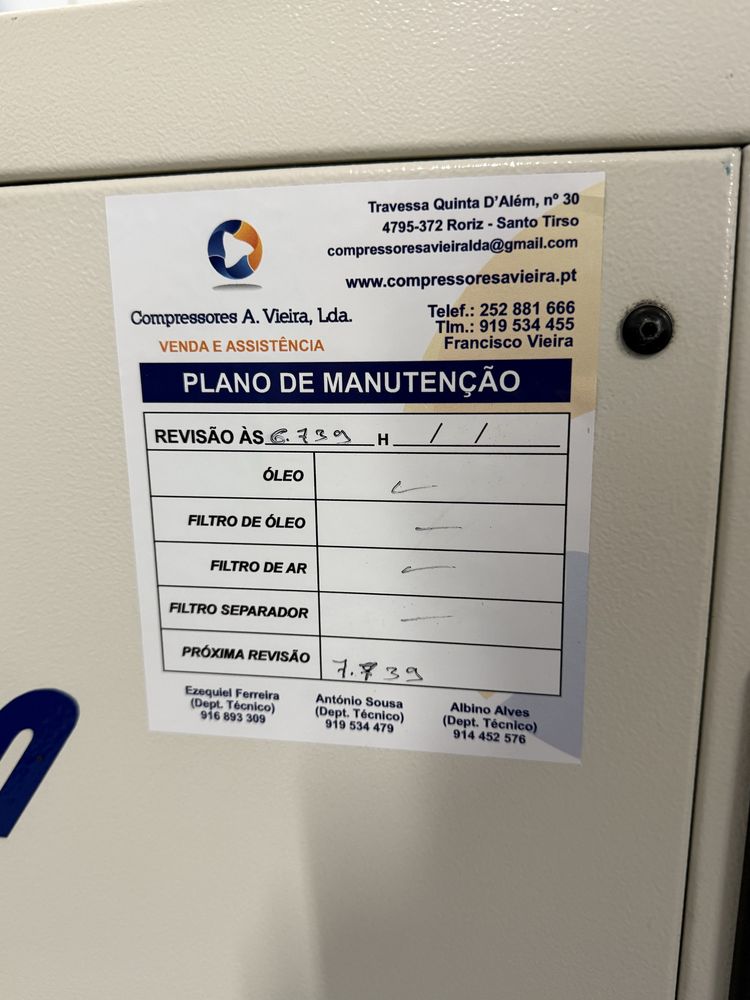 Travessa Quinta D'Além, nº 30
4795-372 Roriz - Santo Tirso
compressoresavieiralda@gmail.com
www.compressoresavieira.pt
Compressores A. Vieira, Lda.
VENDA E ASSISTÊNCIA
Telef.: 252 881 666
Tlm.: 919 534 455
Francisco Vieira
PLANO DE MANUTENÇÃO
REVISÃO ÀS 6.739 H / /
ÓLEO
FILTRO DE ÓLEO
FILTRO DE AR
FILTRO SEPARADOR
PRÓXIMA REVISÃO 7.739
Ezequiel Ferreira
(Dept. Técnico)
916 893 309
António Sousa
(Dept. Técnico)
919 534 479
Albino Alves
(Dept. Técnico)
914 452 576